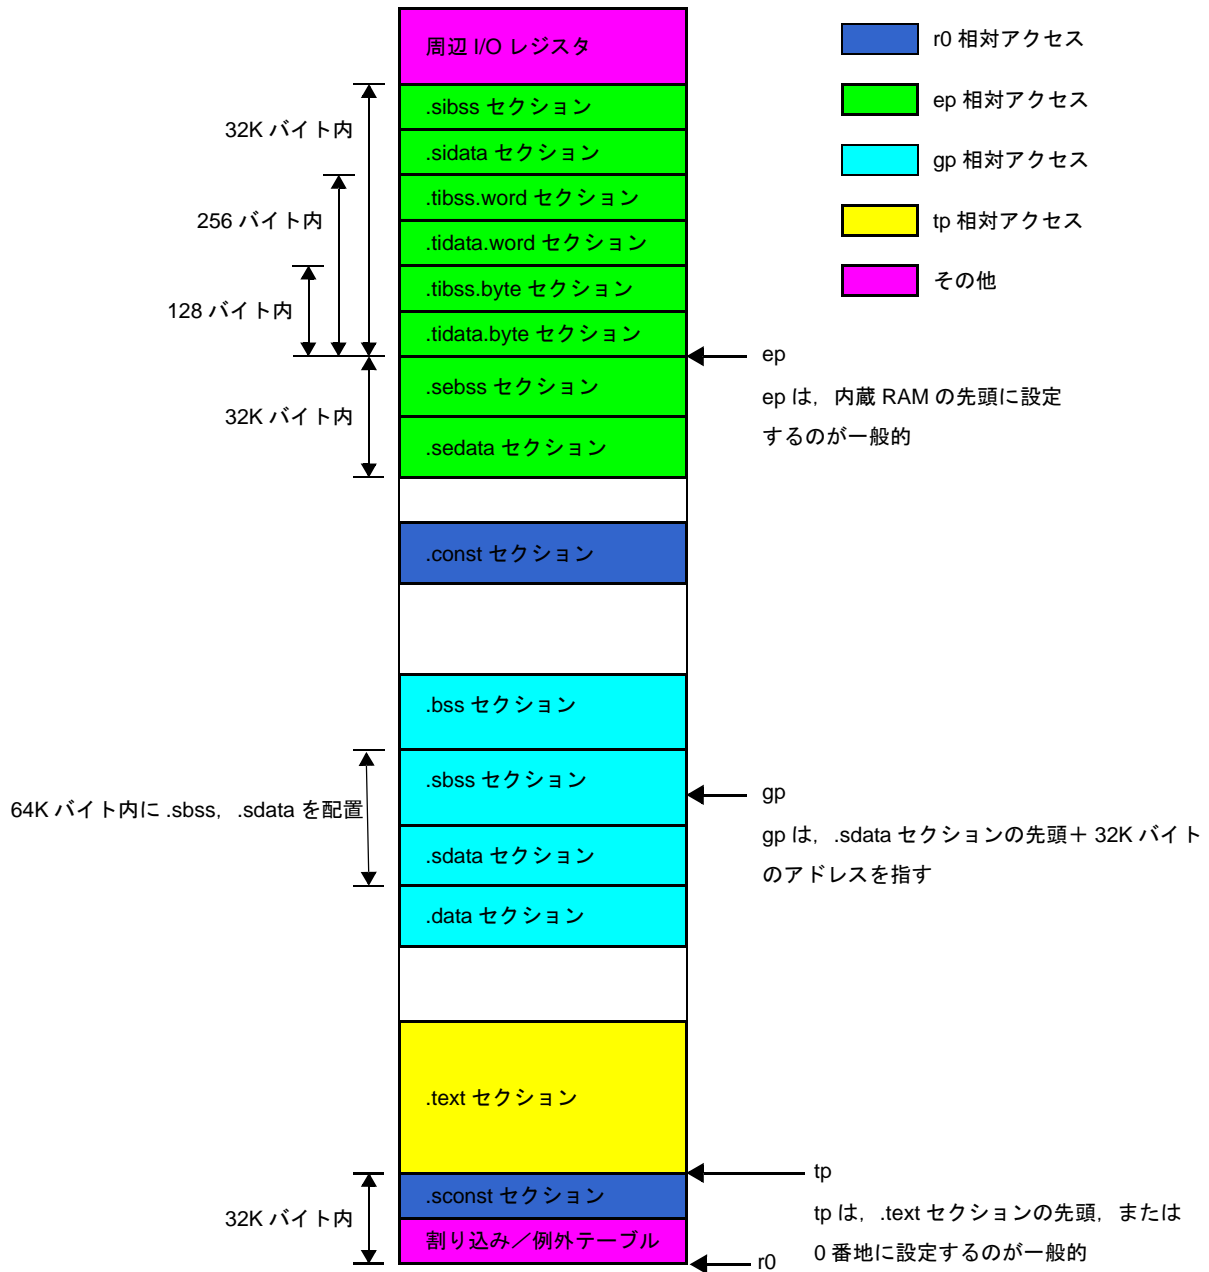 周辺 I/O レジスタ
.sibss セクション
.sidata セクション
.tibss.word セクション
.tidata.word セクション
.tibss.byte セクション
.tidata.byte セクション
.sebss セクション
.sedata セクション
.const セクション
.bss セクション
.sbss セクション
.sdata セクション
.data セクション
.text セクション
.sconst セクション
割り込み／例外テーブル
32K バイト内
256 バイト内
128 バイト内
32K バイト内
64K バイト内に .sbss，.sdata を配置
32K バイト内
r0 相対アクセス
ep 相対アクセス
gp 相対アクセス
tp 相対アクセス
その他
ep
ep は，内蔵 RAM の先頭に設定
するのが一般的
gp
gp は，.sdata セクションの先頭＋ 32K バイト
のアドレスを指す
tp
tp は，.text セクションの先頭，または
0 番地に設定するのが一般的
r0